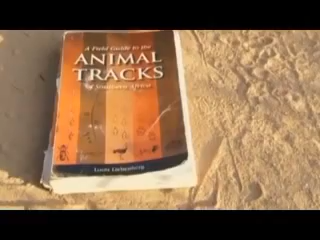 A Field Guide to the
ANIMAL
TRACKS
of Southern Africa
Louis Liebenberg